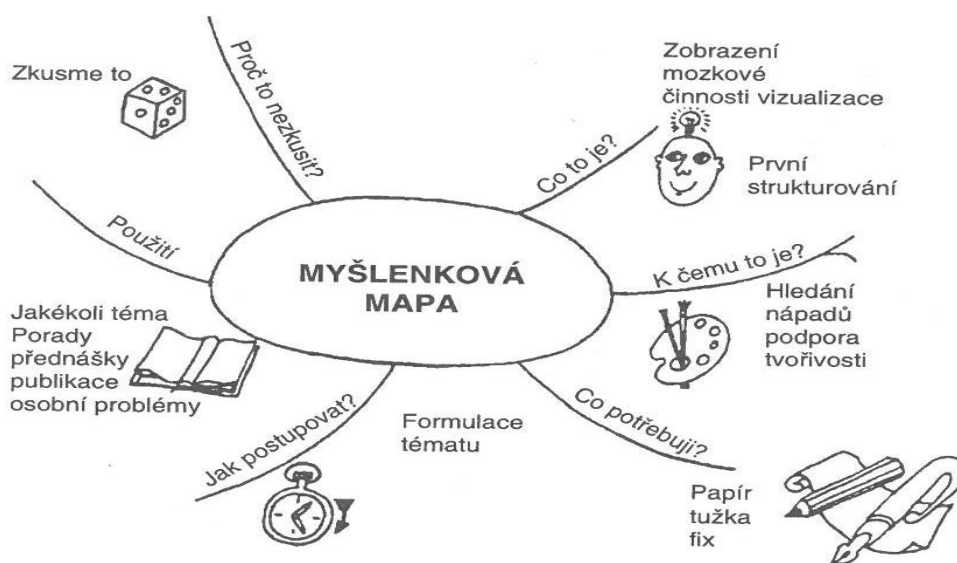 MYŠLENKOVÁ
MAPA
Co to je?
Zobrazení
mozkové
činnosti vizualizace
První
strukturování
K čemu to je?
Hledání
nápadů
podpora
tvořivosti
Co potřebuji?
Papír
tužka
fix
Jak postupovat?
Formulace
tématu
Použití
Jakékoli téma
Porady
přednášky
publikace
osobní problémy
Proč to nezkusit?
Zkusme to